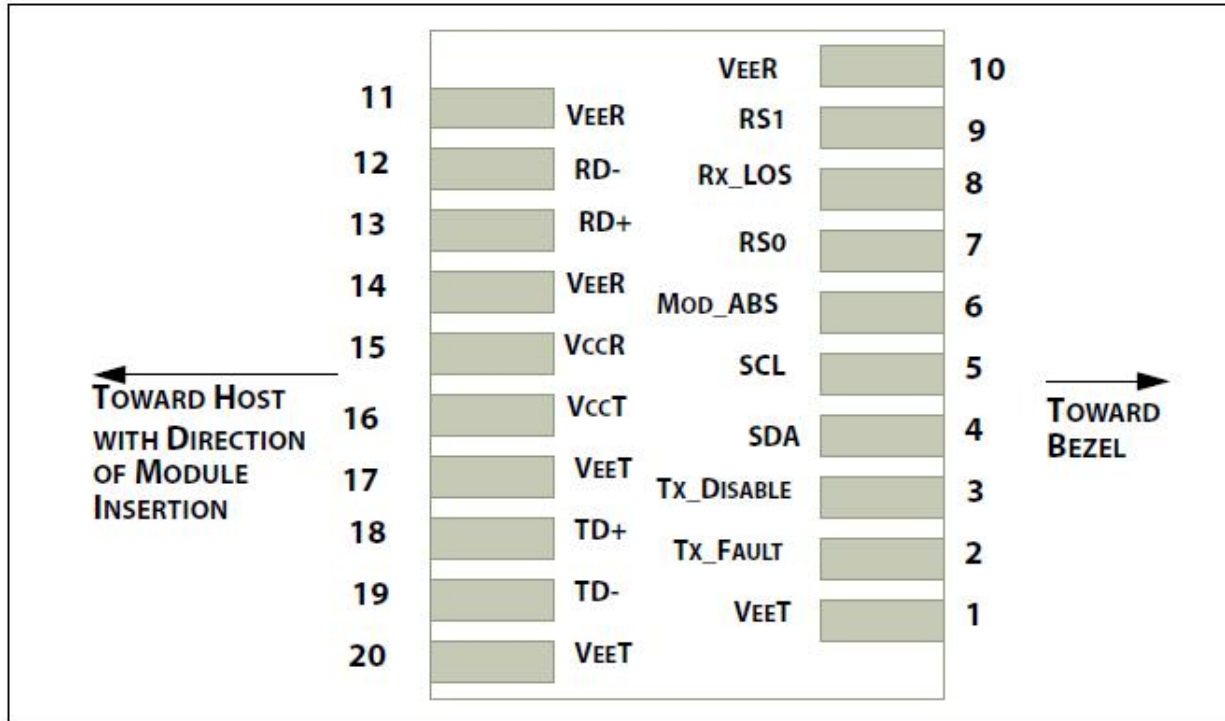 VEER 10
11 VEER
RS1 9
12 RD-
RX_LOS 8
13 RD+
RS0 7
14 VEER
MOD_ABS 6
15 VCCR
SCL 5
TOWARD HOST
WITH DIRECTION
OF MODULE
INSERTION
TOWARD
BEZEL
16 VCCT
SDA 4
17 VEET
TX_DISABLE 3
18 TD+
TX_FAULT 2
19 TD-
VEET 1
20 VEET